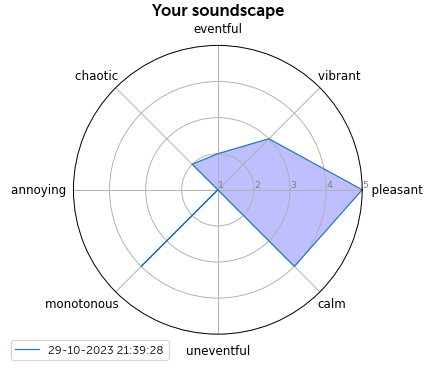 Your soundscape
eventful
chaotic
vibrant
annoying
1
2
3
4
5
pleasant
monotonous
calm
uneventful
29-10-2023 21:39:28